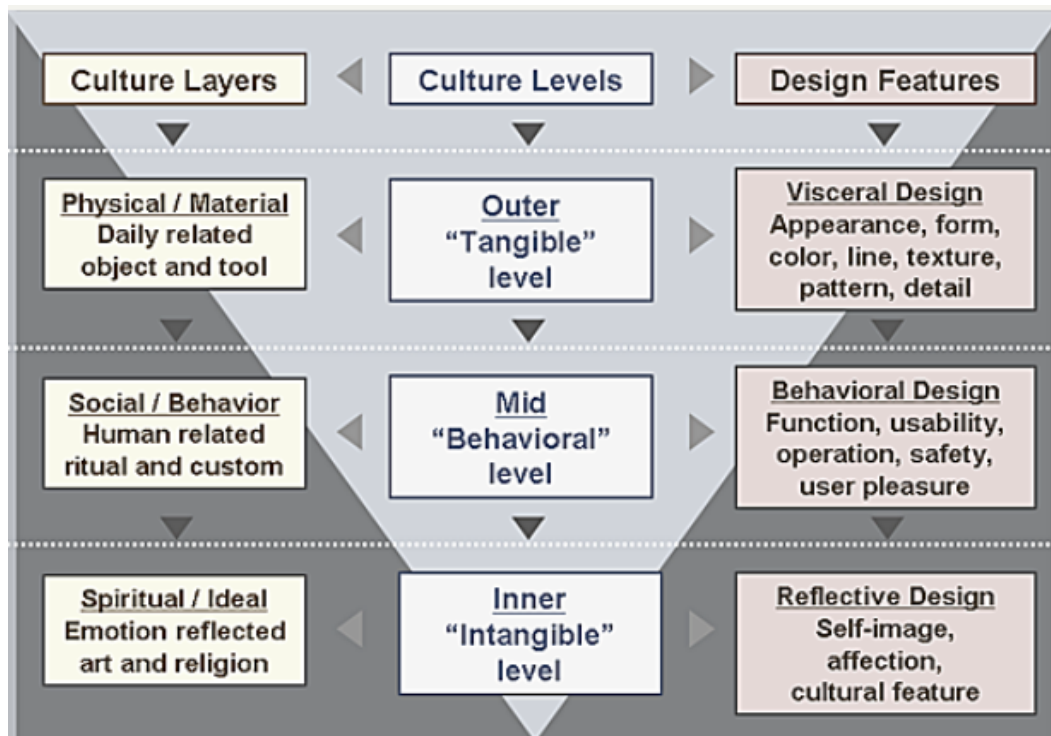 Culture Layers
Culture Levels
Design Features
Physical / Material
Daily related
object and tool
Outer
“Tangible”
level
Visceral Design
Appearance, form,
color, line, texture,
pattern, detail
Social / Behavior
Human related
ritual and custom
Mid
“Behavioral”
level
Behavioral Design
Function, usability,
operation, safety,
user pleasure
Spiritual / Ideal
Emotion reflected
art and religion
Inner
“Intangible”
level
Reflective Design
Self-image,
affection,
cultural feature